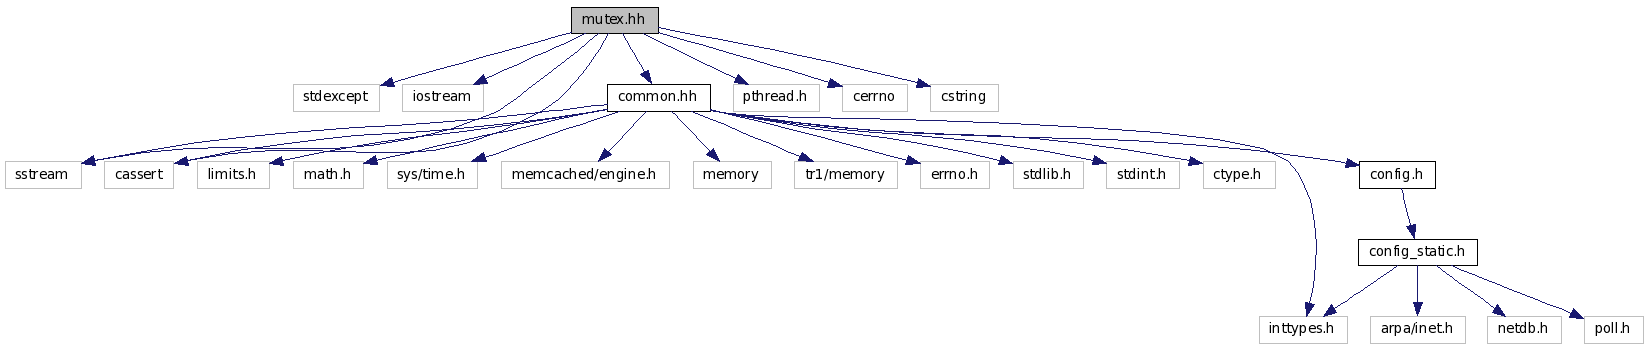 mutex.hh
stdexcept
iostream
common.hh
pthread.h
cerrno
cstring
sstream
cassert
limits.h
math.h
sys/time.h
memcached/engine.h
memory
tr1/memory
errno.h
stdlib.h
stdint.h
ctype.h
config.h
config_static.h
inttypes.h
arpa/inet.h
netdb.h
poll.h